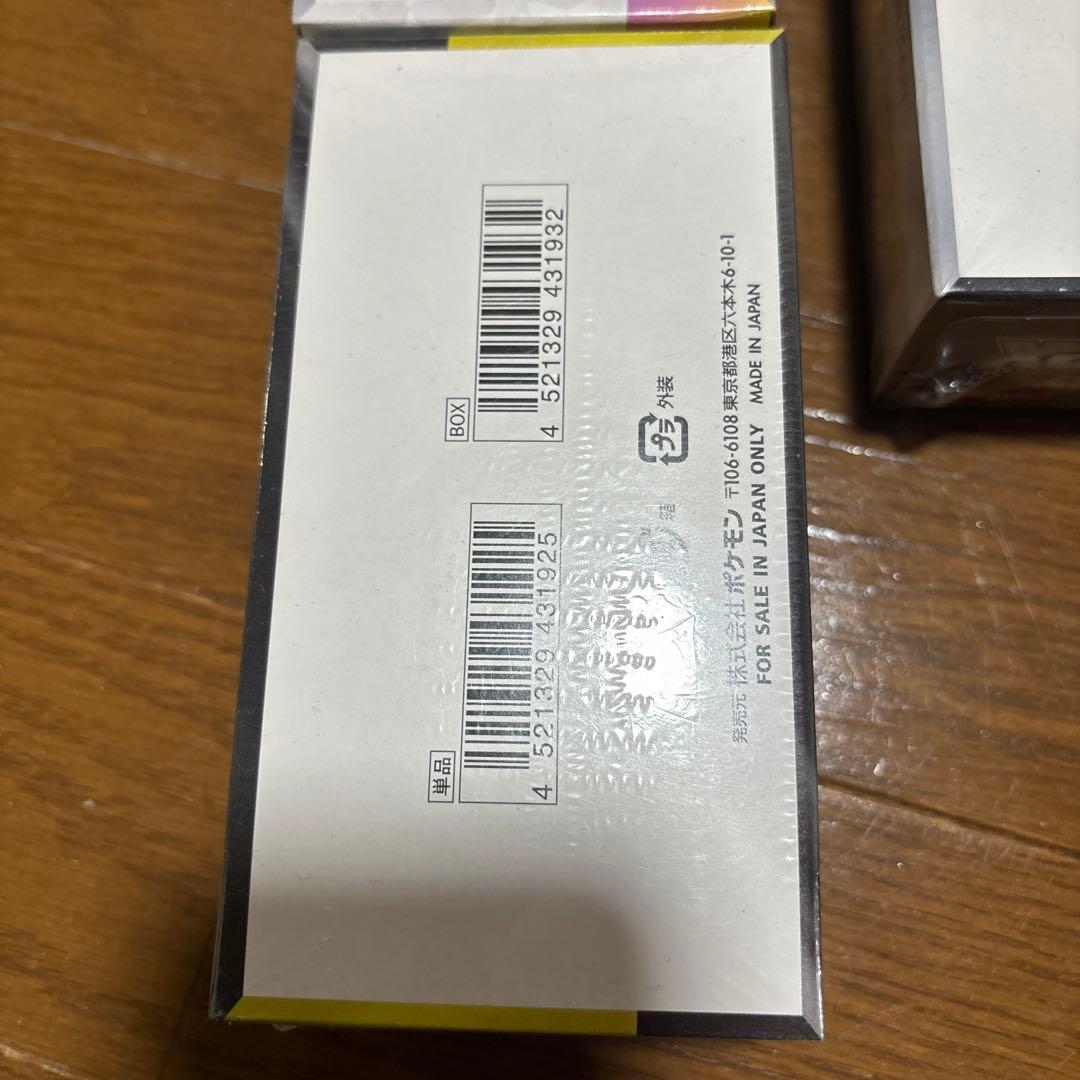 単品
4 521329 431925
BOX
4 521329 431932
箱
プラ 外装
発売元 株式会社ポケモン 〒106-6108 東京都港区六本木6-10-1
FOR SALE IN JAPAN ONLY MADE IN JAPAN